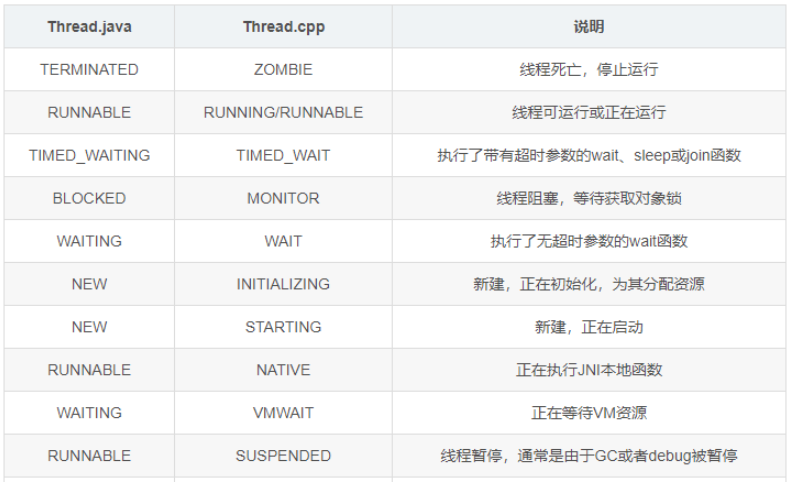 Thread.java Thread.cpp 说明
TERMINATED ZOMBIE 线程死亡，停止运行
RUNNABLE RUNNING/RUNNABLE 线程可运行或正在运行
TIMED_WAITING TIMED_WAIT 执行了带有超时参数的wait、sleep或join函数
BLOCKED MONITOR 线程阻塞，等待获取对象锁
WAITING WAIT 执行了无超时参数的wait函数
NEW INITIALIZING 新建，正在初始化，为其分配资源
NEW STARTING 新建，正在启动
RUNNABLE NATIVE 正在执行JNI本地函数
WAITING VMWAIT 正在等待VM资源
RUNNABLE SUSPENDED 线程暂停，通常是由于GC或者debug被暂停